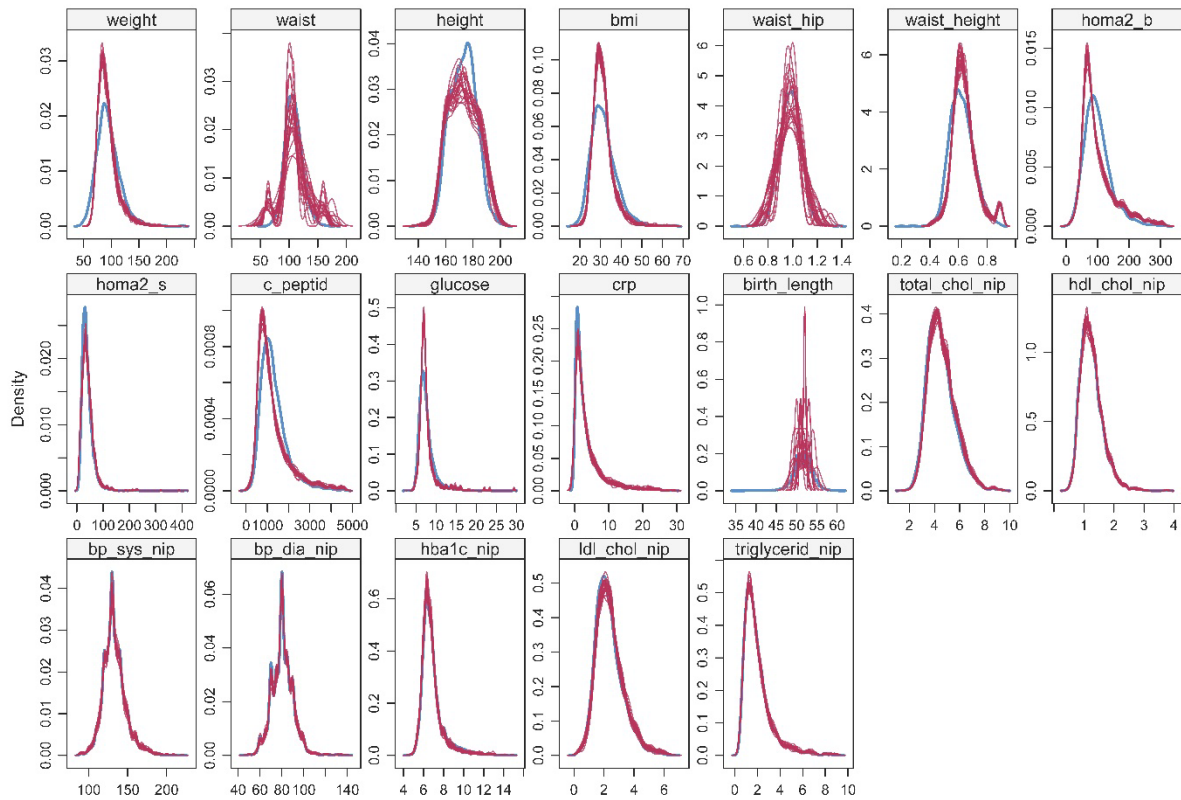 weight waist height bmi waist_hip waist_height homa2_b
0.00 0.01 0.02 0.03
0.00 0.01 0.02 0.03
0.00 0.01 0.02 0.03 0.04
0.00 0.02 0.04 0.06 0.08 0.10
0 1 2 3 4 5 6
0 2 4 6
0.000 0.005 0.010 0.015
50 100 200
50 100 150 200
120 140 160 180 200
20 30 40 50 60 70
0.6 0.8 1.0 1.2 1.4
0.2 0.4 0.6 0.8
0 100 200 300
homa2_s c_peptid glucose crp birth_length total_chol_nip hdl_chol_nip
Density
0.000 0.010 0.020
0.0000 0.0004 0.0008
0.0 0.1 0.2 0.3 0.4 0.5
0.00 0.05 0.10 0.15 0.20 0.25
0.0 0.2 0.4 0.6 0.8 1.0
0.0 0.1 0.2 0.3 0.4
0.0 0.5 1.0
0 100 200 300 400
0 1000 3000 5000
5 10 15 20 25 30
0 10 20 30
35 40 45 50 55 60
2 4 6 8 10
1 2 3 4
bp_sys_nip bp_dia_nip hba1c_nip ldl_chol_nip triglycerid_nip
0.00 0.01 0.02 0.03 0.04
0.00 0.02 0.04 0.06
0.0 0.2 0.4 0.6
0.0 0.1 0.2 0.3 0.4 0.5
0.0 0.1 0.2 0.3 0.4 0.5
100 150 200
40 60 80 100 140
4 6 8 10 12 14
0 2 4 6
0 2 4 6 8 10